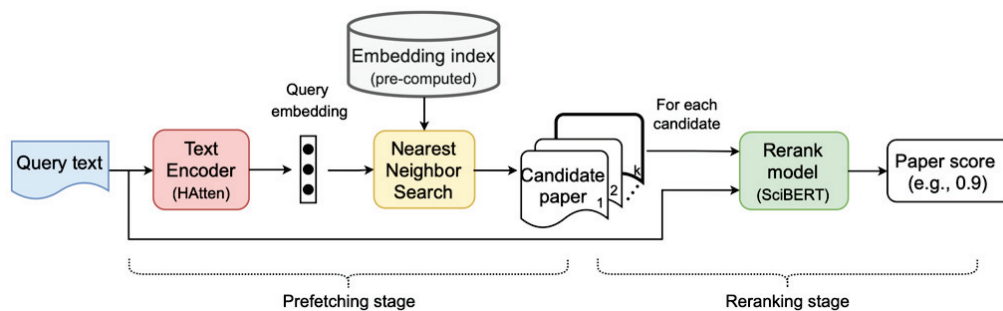 Embedding index
(pre-computed)
Query
embedding
For each
candidate
Query text
Text
Encoder
(HAtten)
Nearest
Neighbor
Search
Candidate
paper
1
2
k
Rerank
model
(SciBERT)
Paper score
(e.g., 0.9)
Prefetching stage
Reranking stage